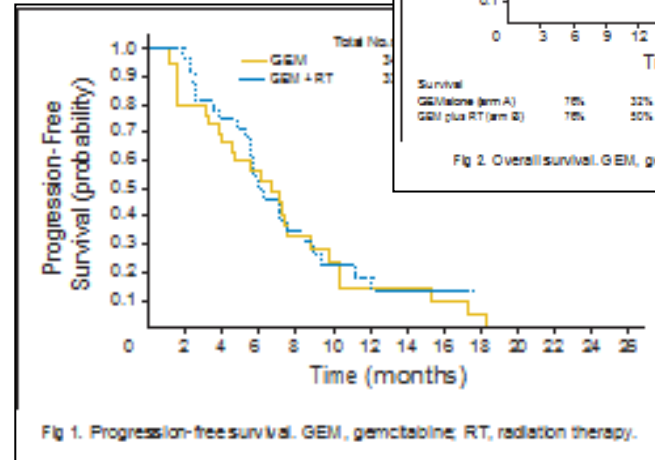 0.1
0 3 6 9 12
Survival
GEM alone (arm A) 76% 32%
GEM plus RT (arm B) 76% 50%
Fig 2. Overall survival. GEM,
Total No.
GEM
GEM + RT
Progression-Free
Survival (probability)
1.0
0.9
0.8
0.7
0.6
0.5
0.4
0.3
0.2
0.1
0 2 4 6 8 10 12 14 16 18 20 22 24 26
Time (months)
Fig 1. Progression-free survival. GEM, gemcitabine; RT, radiation therapy.